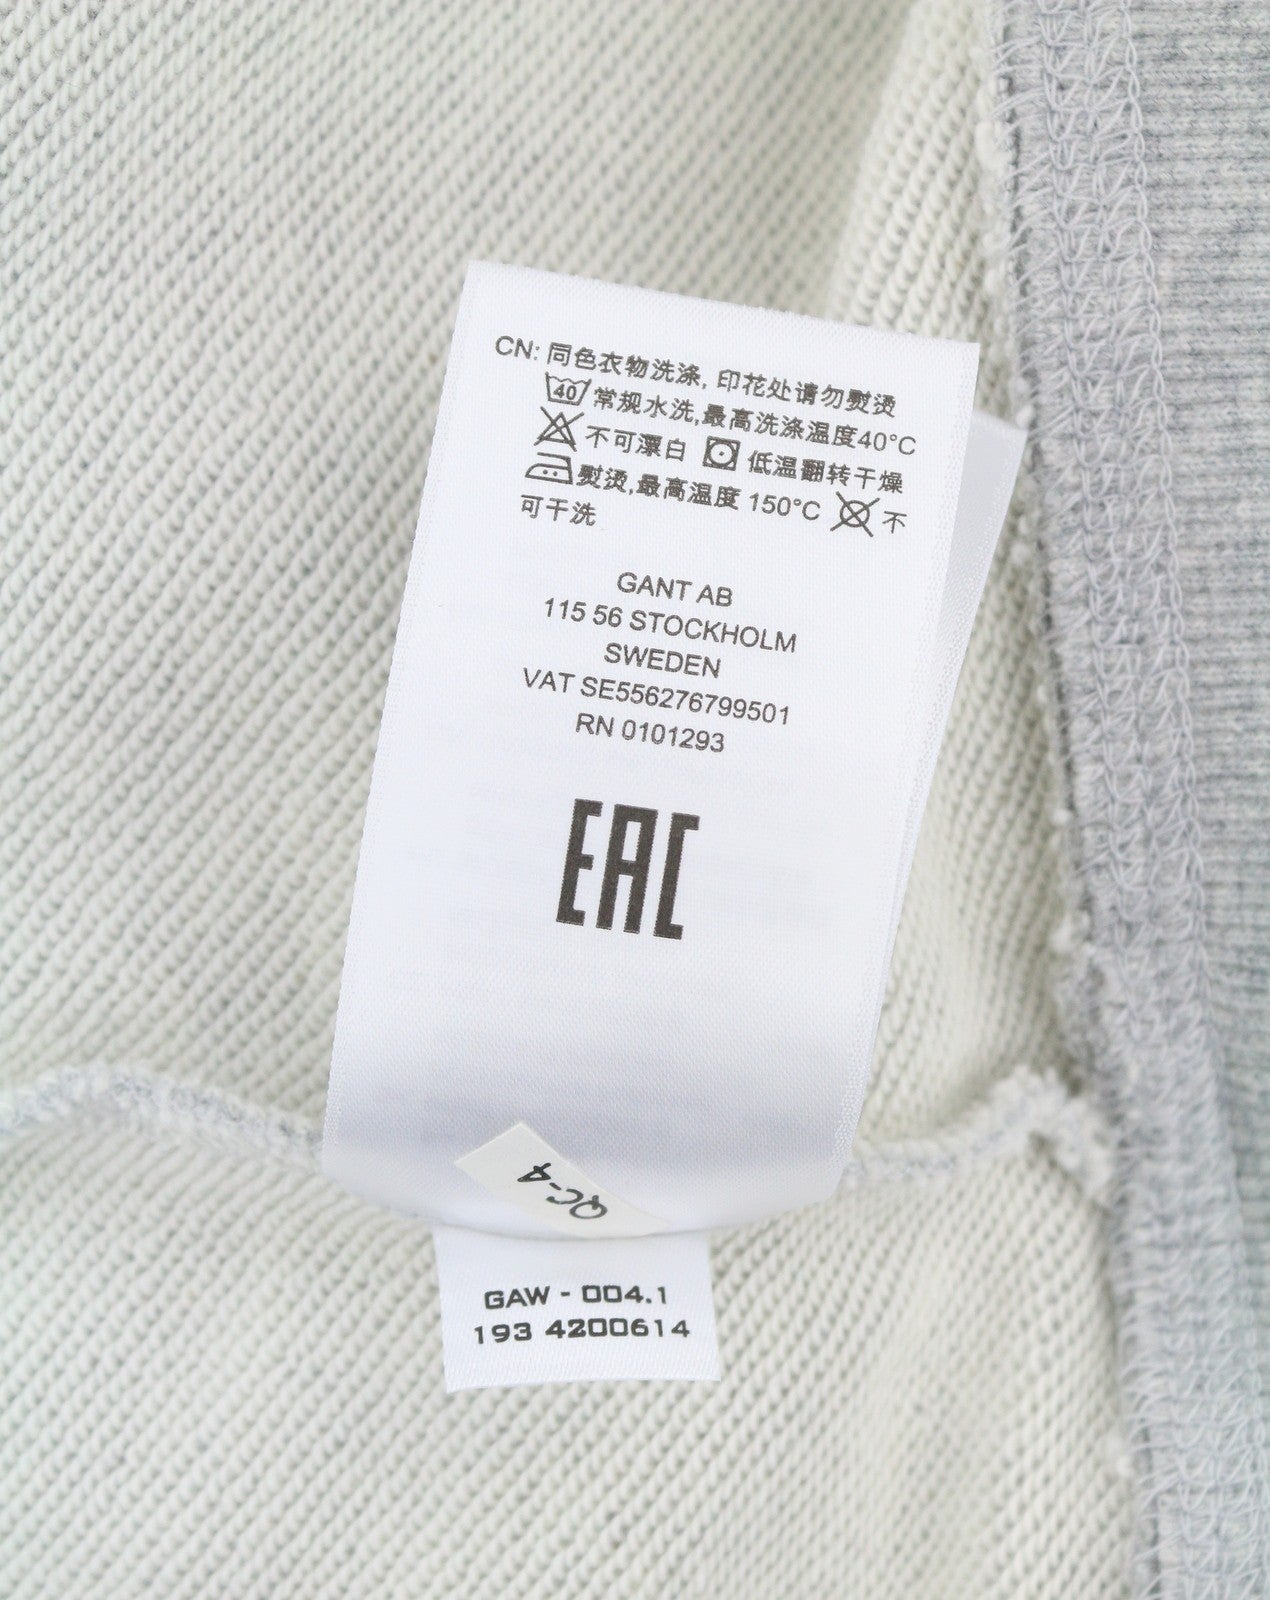 CN: 同色衣物洗涤, 印花处请勿熨烫
40 常规水洗,最高洗涤温度40°C
不可漂白 低温翻转干燥
熨烫,最高温度 150°C 不
可干洗
GANT AB
115 56 STOCKHOLM
SWEDEN
VAT SE556276799501
RN 0101293
EAC
QC-4
GAW - 004.1
193 4200614